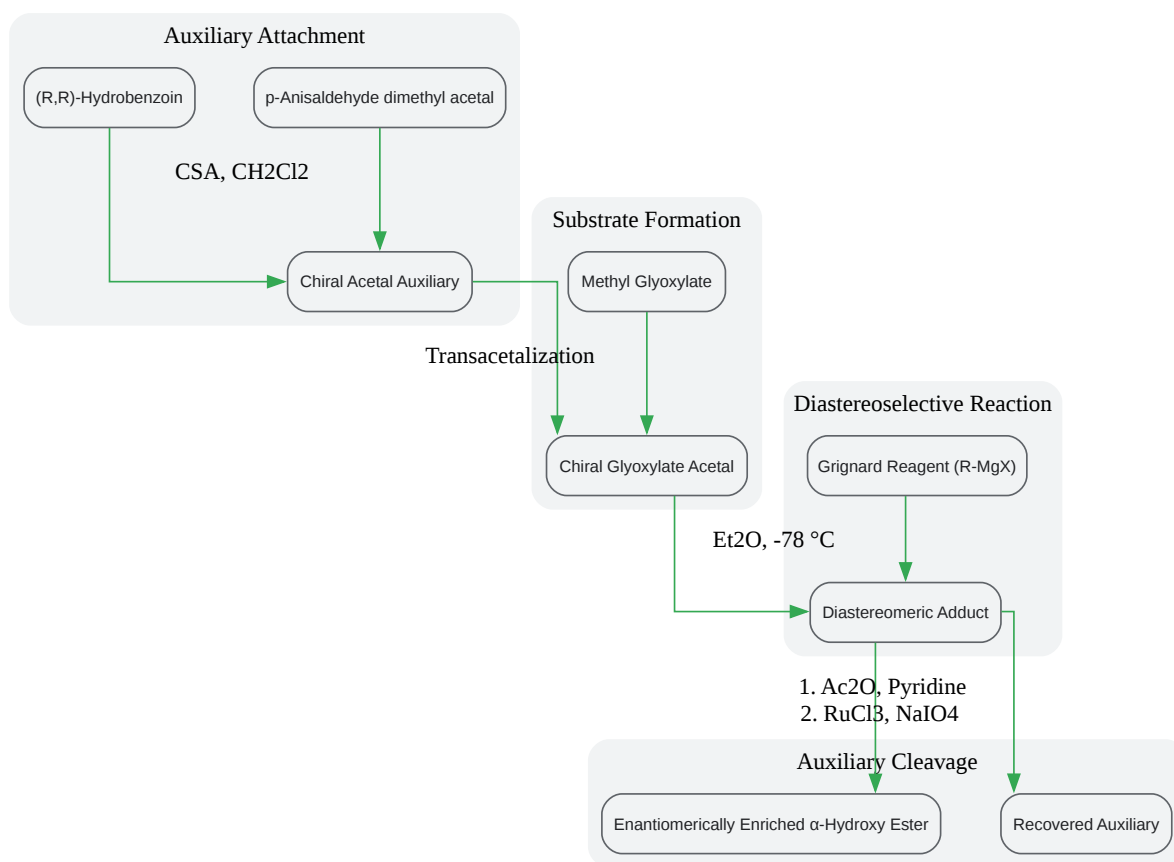 Auxiliary Attachment
(R,R)-Hydrobenzoin
p-Anisaldehyde dimethyl acetal
CSA, CH2Cl2
Chiral Acetal Auxiliary
Substrate Formation
Methyl Glyoxylate
Transacetalization
Chiral Glyoxylate Acetal
Diastereoselective Reaction
Grignard Reagent (R-MgX)
Et2O, -78 °C
Diastereomeric Adduct
1. Ac2O, Pyridine
2. RuCl3, NaIO4
Auxiliary Cleavage
Enantiomerically Enriched α-Hydroxy Ester
Recovered Auxiliary